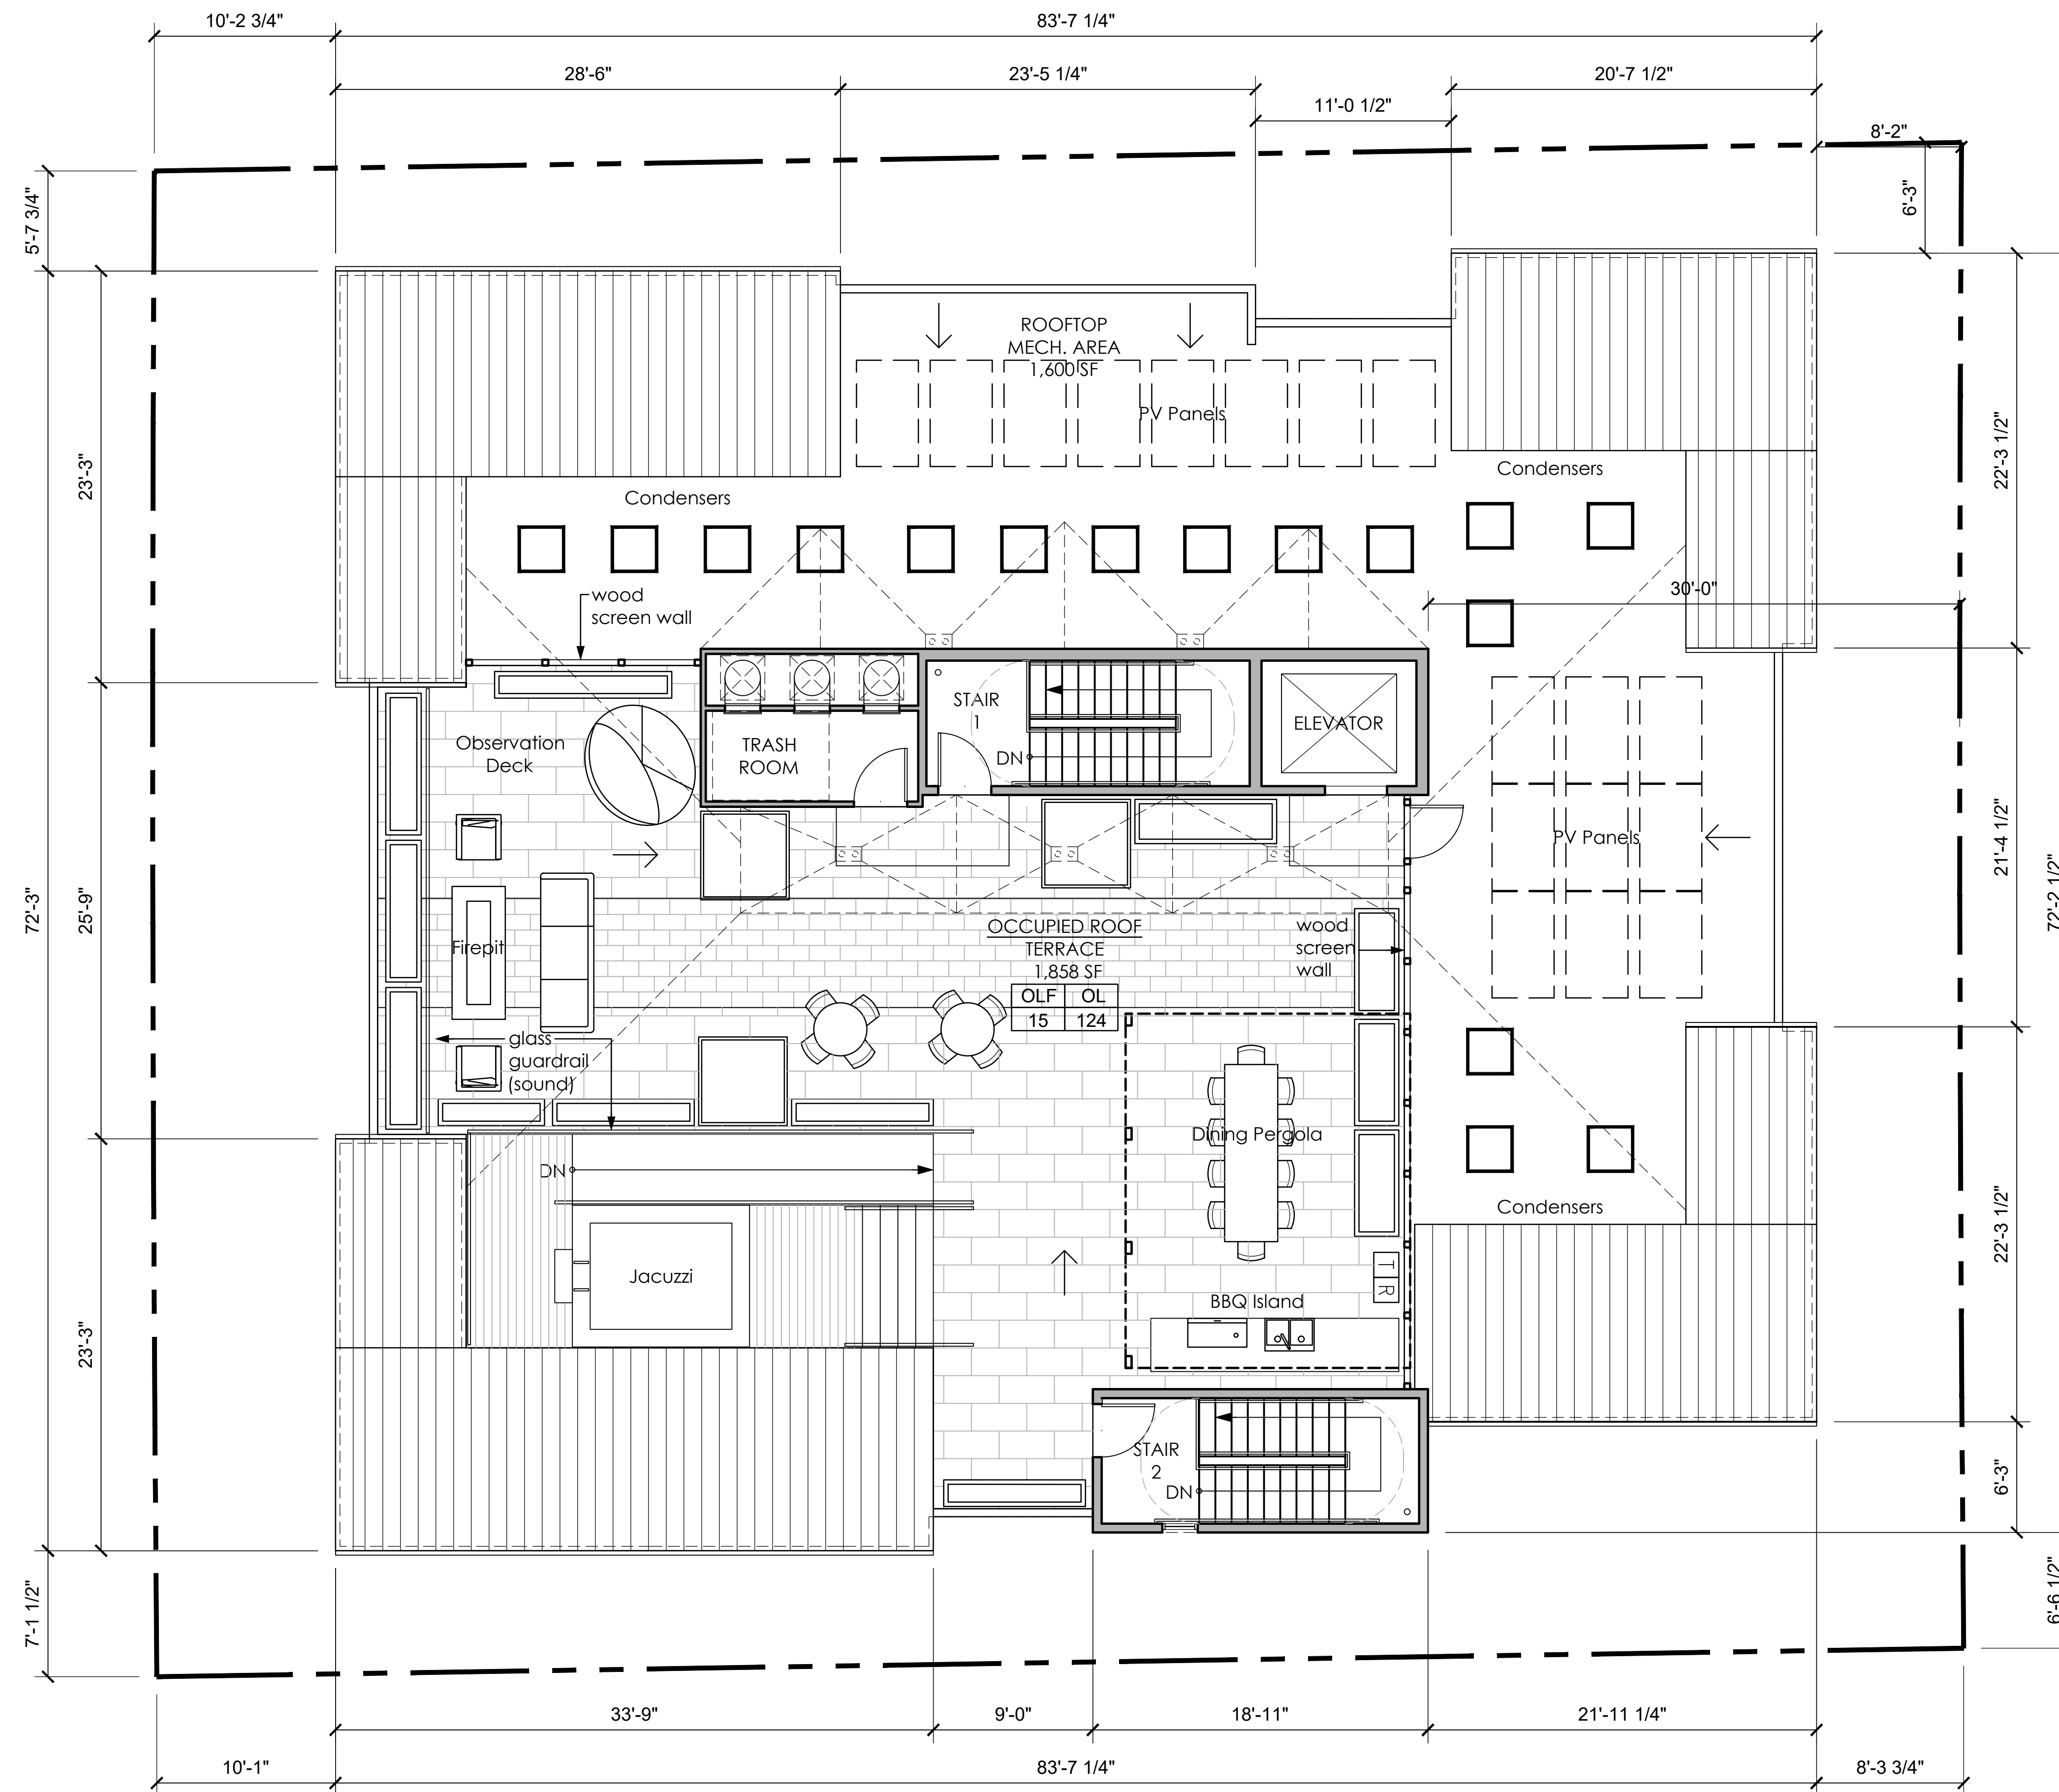 10'-2 3/4"
83'-7 1/4"
28'-6"
23'-5 1/4"
20'-7 1/2"
11'-0 1/2"
8'-2"
5'-7 3/4"
6'-3"
ROOFTOP
MECH. AREA
1,600 SF
PV Panels
Condensers
Condensers
23'-3"
22'-3 1/2"
wood
screen wall
30'-0"
STAIR
1
DN
ELEVATOR
TRASH
ROOM
Observation
Deck
PV Panels
21'-4 1/2"
72'-3"
25'-9"
72'-2 1/2"
Firepit
OCCUPIED ROOF
TERRACE
1,858 SF
OLF OL
15 124
wood
screen
wall
glass
guardrail
(sound)
Dining Pergola
DN
Condensers
22'-3 1/2"
Jacuzzi
T R
BBQ Island
23'-3"
STAIR
2
DN
6'-3"
7'-1 1/2"
6'-6 1/2"
33'-9"
9'-0"
18'-11"
21'-11 1/4"
10'-1"
83'-7 1/4"
8'-3 3/4"